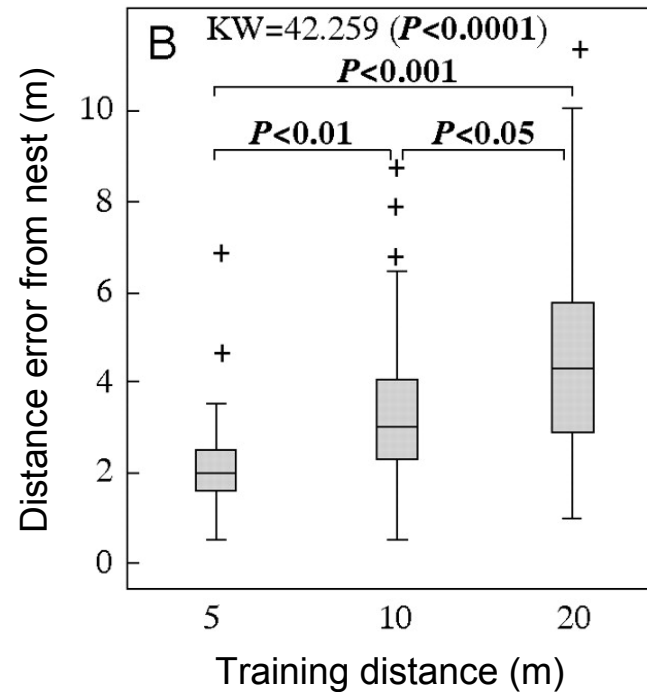 B
KW=42.259 (P<0.0001)
P<0.001
P<0.01
P<0.05
Distance error from nest (m)
10
8
6
4
2
0
5 10 20
Training distance (m)